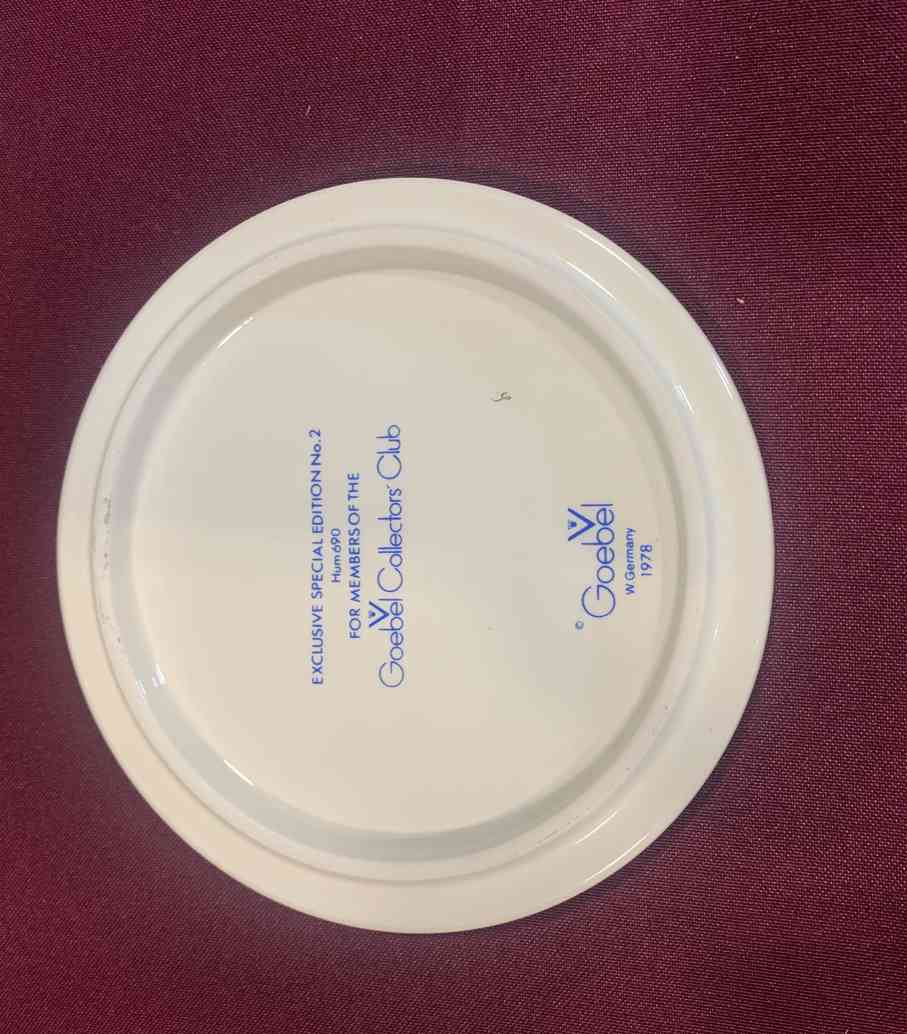 EXCLUSIVE SPECIAL EDITION No. 2
Hum 690
FOR MEMBERS OF THE
Goebel Collectors' Club
© Goebel
W. Germany
1978